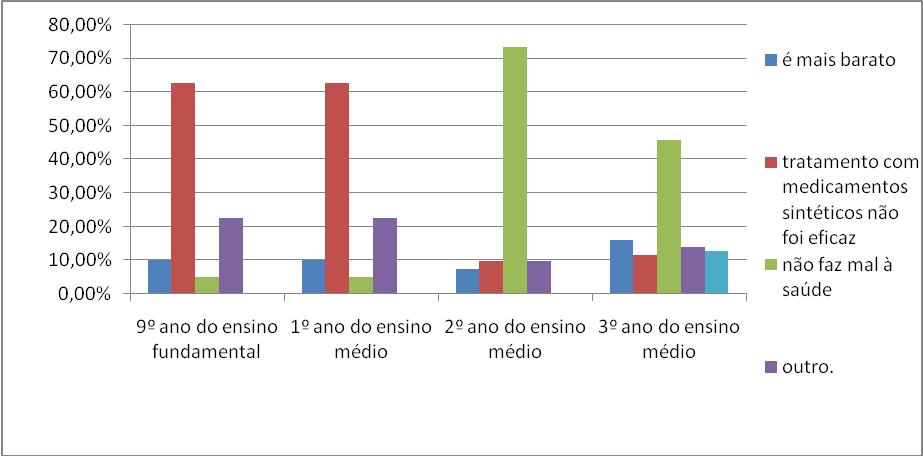 80,00%
70,00%
60,00%
50,00%
40,00%
30,00%
20,00%
10,00%
0,00%
9º ano do ensino
fundamental
1º ano do ensino
médio
2º ano do ensino
médio
3º ano do ensino
médio
é mais barato
tratamento com
medicamentos
sintéticos não
foi eficaz
não faz mal à
saúde
outro.